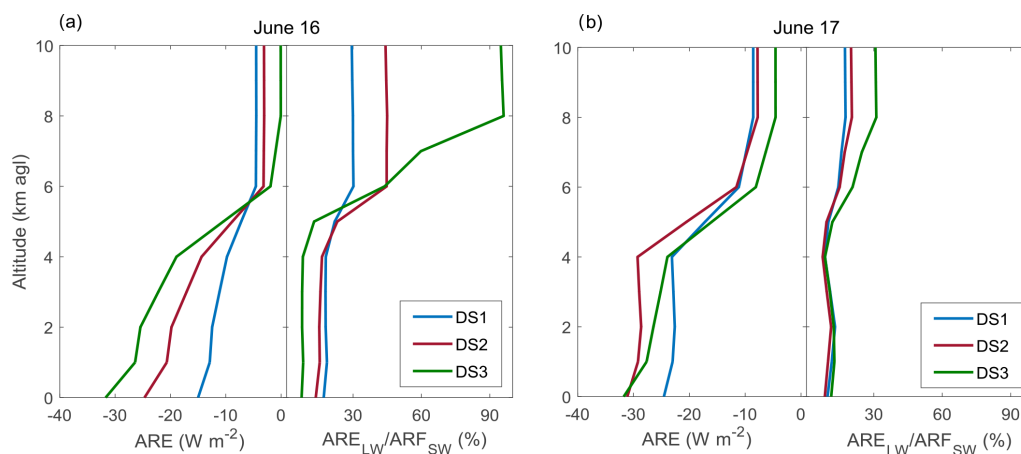 (a)
June 16
10
8
6
4
2
0
Altitude (km agl)
-40
-30
-20
-10
0
30
60
90
ARE (W m⁻²)
ARE_LW/ARF_SW (%)
DS1
DS2
DS3
(b)
June 17
10
8
6
4
2
0
-40
-30
-20
-10
0
30
60
90
ARE (W m⁻²)
ARE_LW/ARF_SW (%)
DS1
DS2
DS3